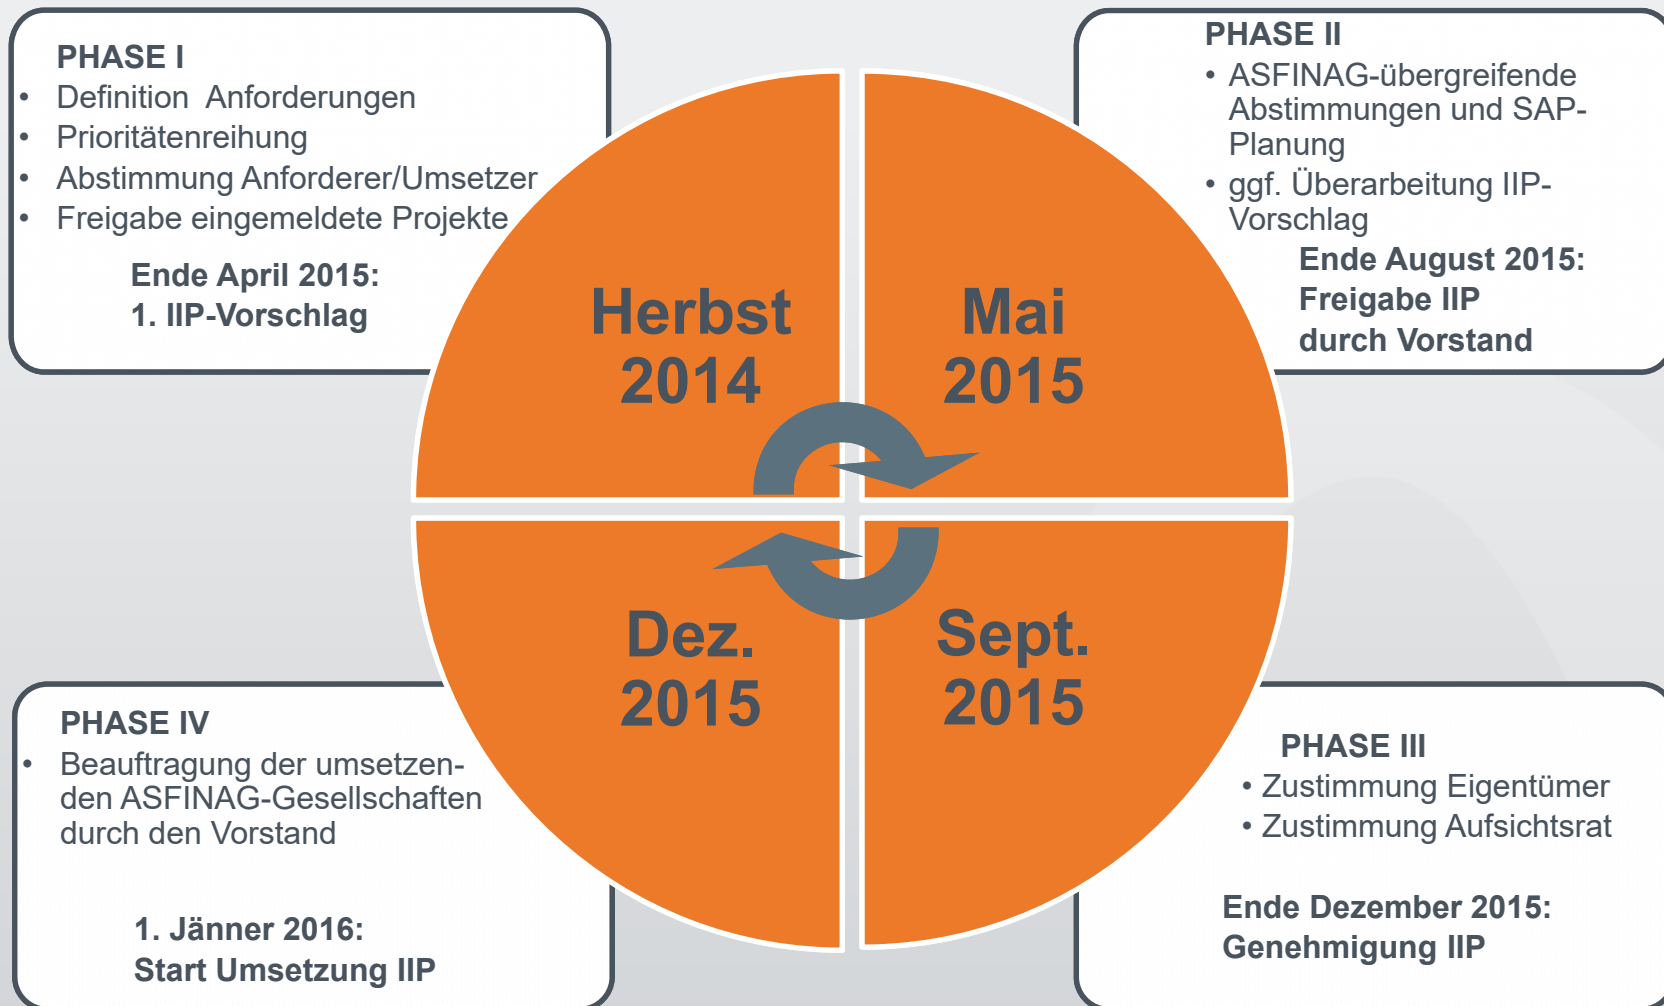 PHASE I
• Definition  Anforderungen
• Prioritätenreihung
• Abstimmung Anforderer/Umsetzer
• Freigabe eingemeldete Projekte
Ende April 2015:
1. IIP-Vorschlag
PHASE II
• ASFINAG-übergreifende
Abstimmungen und SAP-
Planung
• ggf. Überarbeitung IIP-
Vorschlag
Ende August 2015:
Freigabe IIP
durch Vorstand
Herbst
2014
Mai
2015
Dez.
2015
Sept.
2015
PHASE IV
• Beauftragung der umsetzen-
den ASFINAG-Gesellschaften
durch den Vorstand
1. Jänner 2016:
Start Umsetzung IIP
PHASE III
• Zustimmung Eigentümer
• Zustimmung Aufsichtsrat
Ende Dezember 2015:
Genehmigung IIP